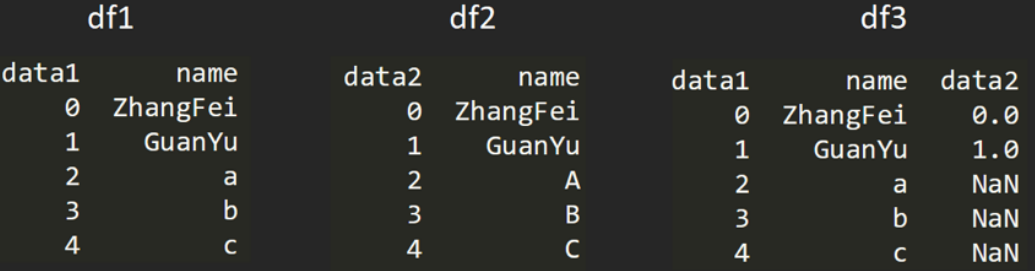 df1 df2 df3
data1 name data2 name data1 name data2
0 ZhangFei 0 ZhangFei 0 ZhangFei 0.0
1 GuanYu 1 GuanYu 1 GuanYu 1.0
2 a 2 A 2 a NaN
3 b 3 B 3 b NaN
4 c 4 C 4 c NaN